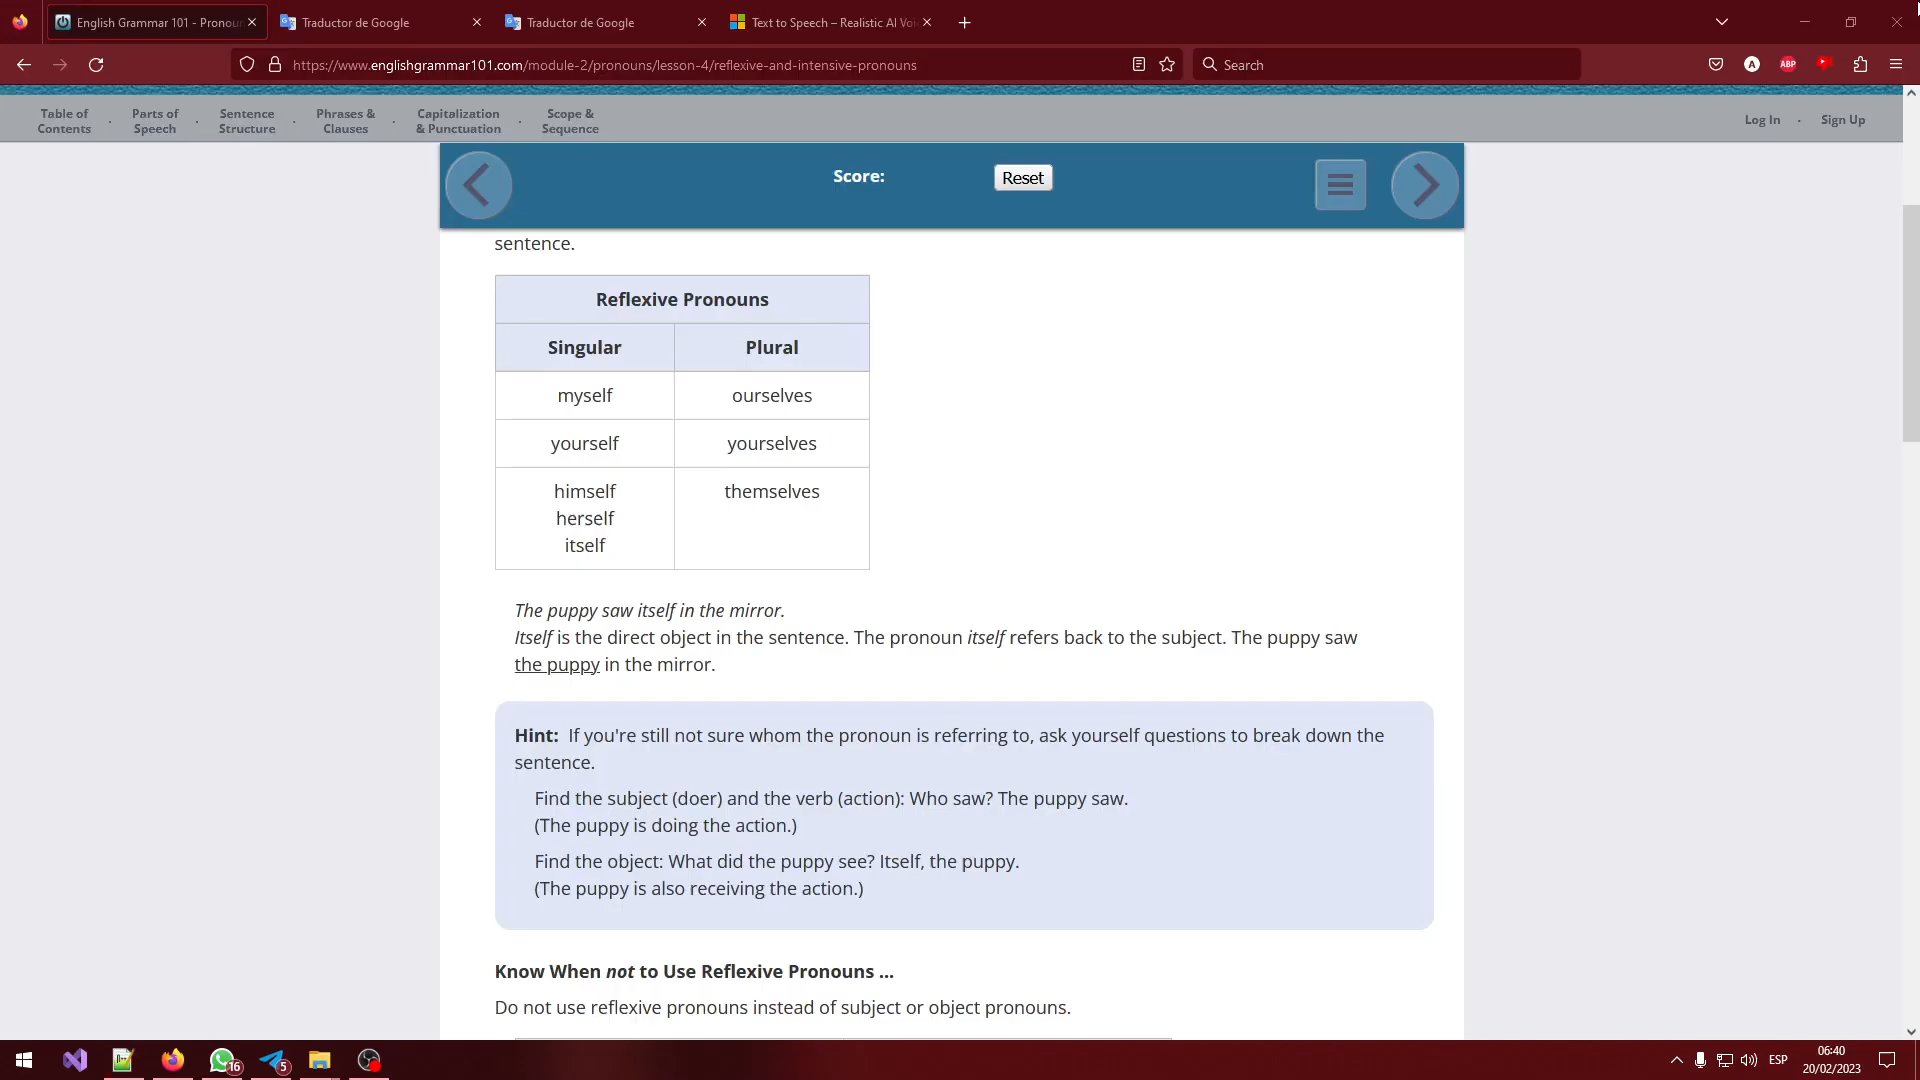 English Grammar 101 - Pronou
Traductor de Google
Traductor de Google
Text to Speech – Realistic AI Voi
https://www.englishgrammar101.com/module-2/pronouns/lesson-4/reflexive-and-intensive-pronouns
Search
ABP
Table of
Contents
Parts of
Speech
Sentence
Structure
Phrases &
Clauses
Capitalization
& Punctuation
Scope &
Sequence
Log In
Sign Up
Score:
Reset
sentence.
Reflexive Pronouns
Singular Plural
myself ourselves
yourself yourselves
himself themselves
herself
itself
The puppy saw itself in the mirror.
Itself is the direct object in the sentence. The pronoun itself refers back to the subject. The puppy saw
the puppy in the mirror.
Hint: If you're still not sure whom the pronoun is referring to, ask yourself questions to break down the
sentence.
Find the subject (doer) and the verb (action): Who saw? The puppy saw.
(The puppy is doing the action.)
Find the object: What did the puppy see? Itself, the puppy.
(The puppy is also receiving the action.)
Know When not to Use Reflexive Pronouns ...
Do not use reflexive pronouns instead of subject or object pronouns.
16
5
ESP
06:40
20/02/2023